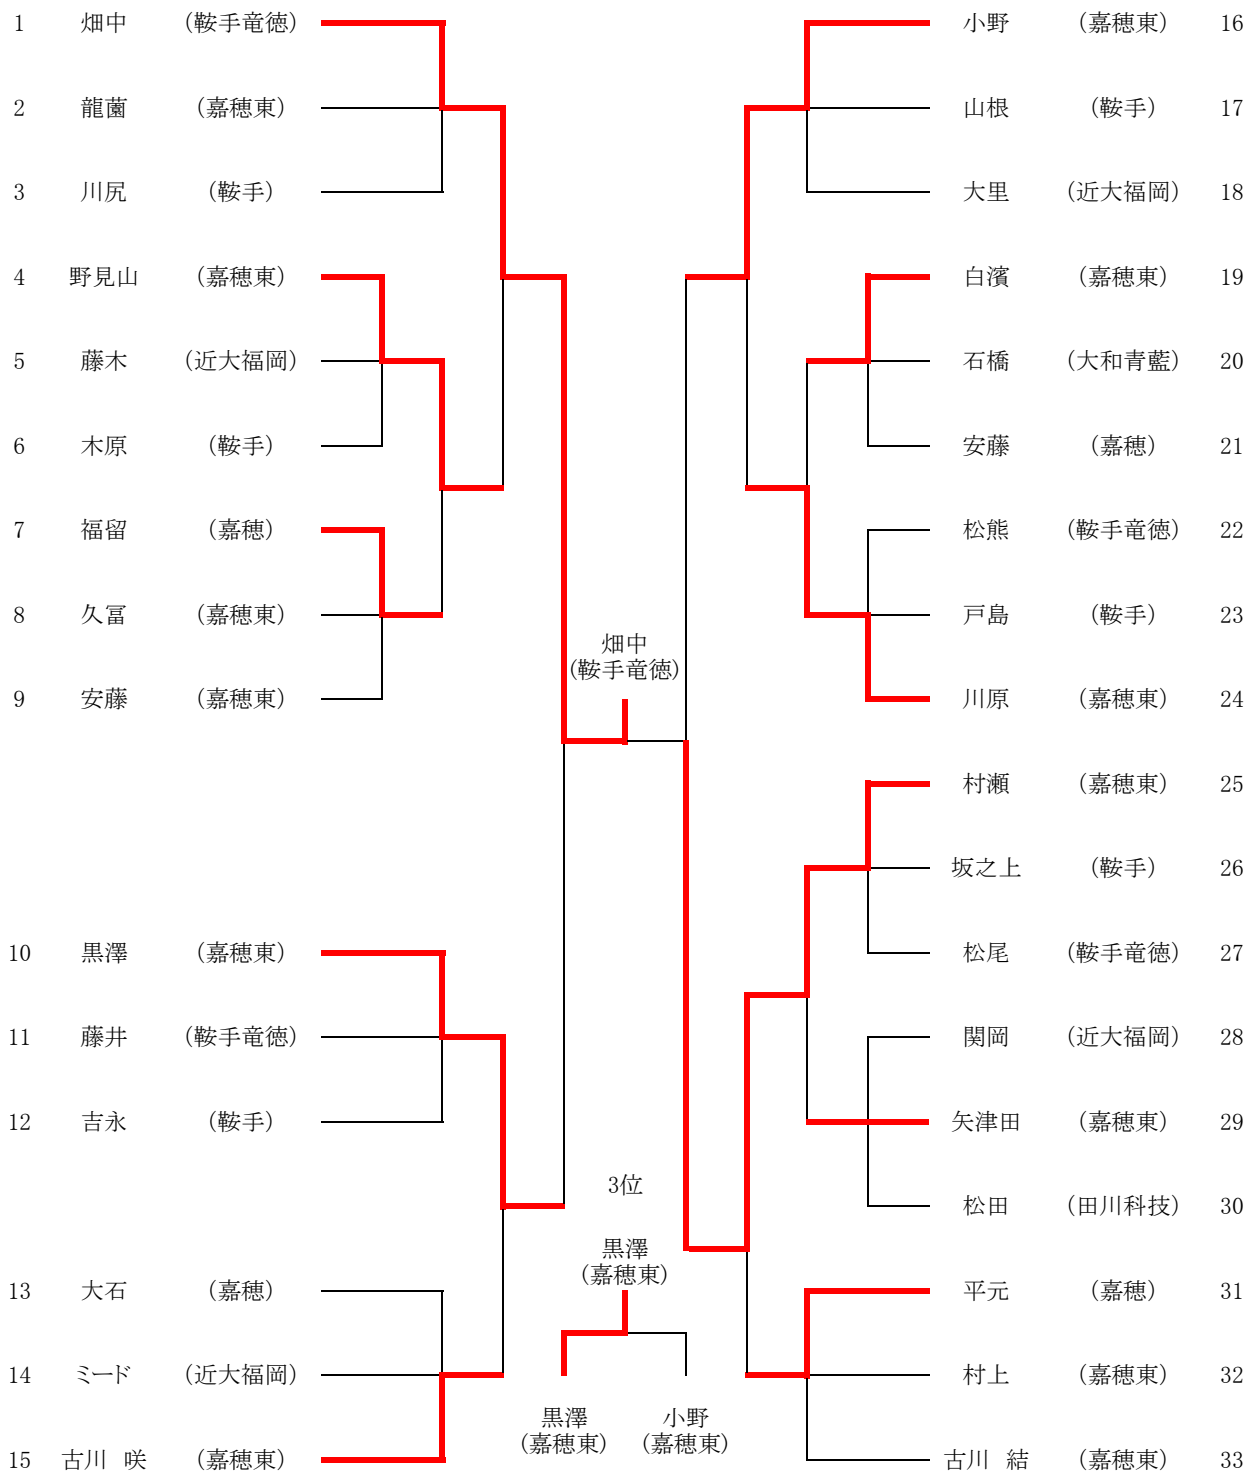 1 畑中 (鞍手竜徳)
2 龍薗 (嘉穂東)
3 川尻 (鞍手)
4 野見山 (嘉穂東)
5 藤木 (近大福岡)
6 木原 (鞍手)
7 福留 (嘉穂)
8 久冨 (嘉穂東)
9 安藤 (嘉穂東)
10 黒澤 (嘉穂東)
11 藤井 (鞍手竜徳)
12 吉永 (鞍手)
13 大石 (嘉穂)
14 ミード (近大福岡)
15 古川 咲 (嘉穂東)
畑中
(鞍手竜徳)
3位
黒澤
(嘉穂東)
黒澤
(嘉穂東)
小野
(嘉穂東)
小野 (嘉穂東) 16
山根 (鞍手) 17
大里 (近大福岡) 18
白濱 (嘉穂東) 19
石橋 (大和青藍) 20
安藤 (嘉穂) 21
松熊 (鞍手竜徳) 22
戸島 (鞍手) 23
川原 (嘉穂東) 24
村瀬 (嘉穂東) 25
坂之上 (鞍手) 26
松尾 (鞍手竜徳) 27
関岡 (近大福岡) 28
矢津田 (嘉穂東) 29
松田 (田川科技) 30
平元 (嘉穂) 31
村上 (嘉穂東) 32
古川 結 (嘉穂東) 33